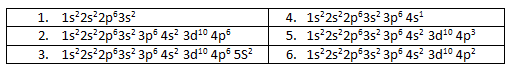 1. 1s²2s²2p⁶3s²
4. 1s²2s²2p⁶3s² 3p⁶ 4s¹
2. 1s²2s²2p⁶3s² 3p⁶ 4s² 3d¹⁰ 4p⁶
5. 1s²2s²2p⁶3s² 3p⁶ 4s² 3d¹⁰ 4p³
3. 1s²2s²2p⁶3s² 3p⁶ 4s² 3d¹⁰ 4p⁶ 5S²
6. 1s²2s²2p⁶3s² 3p⁶ 4s² 3d¹⁰ 4p²